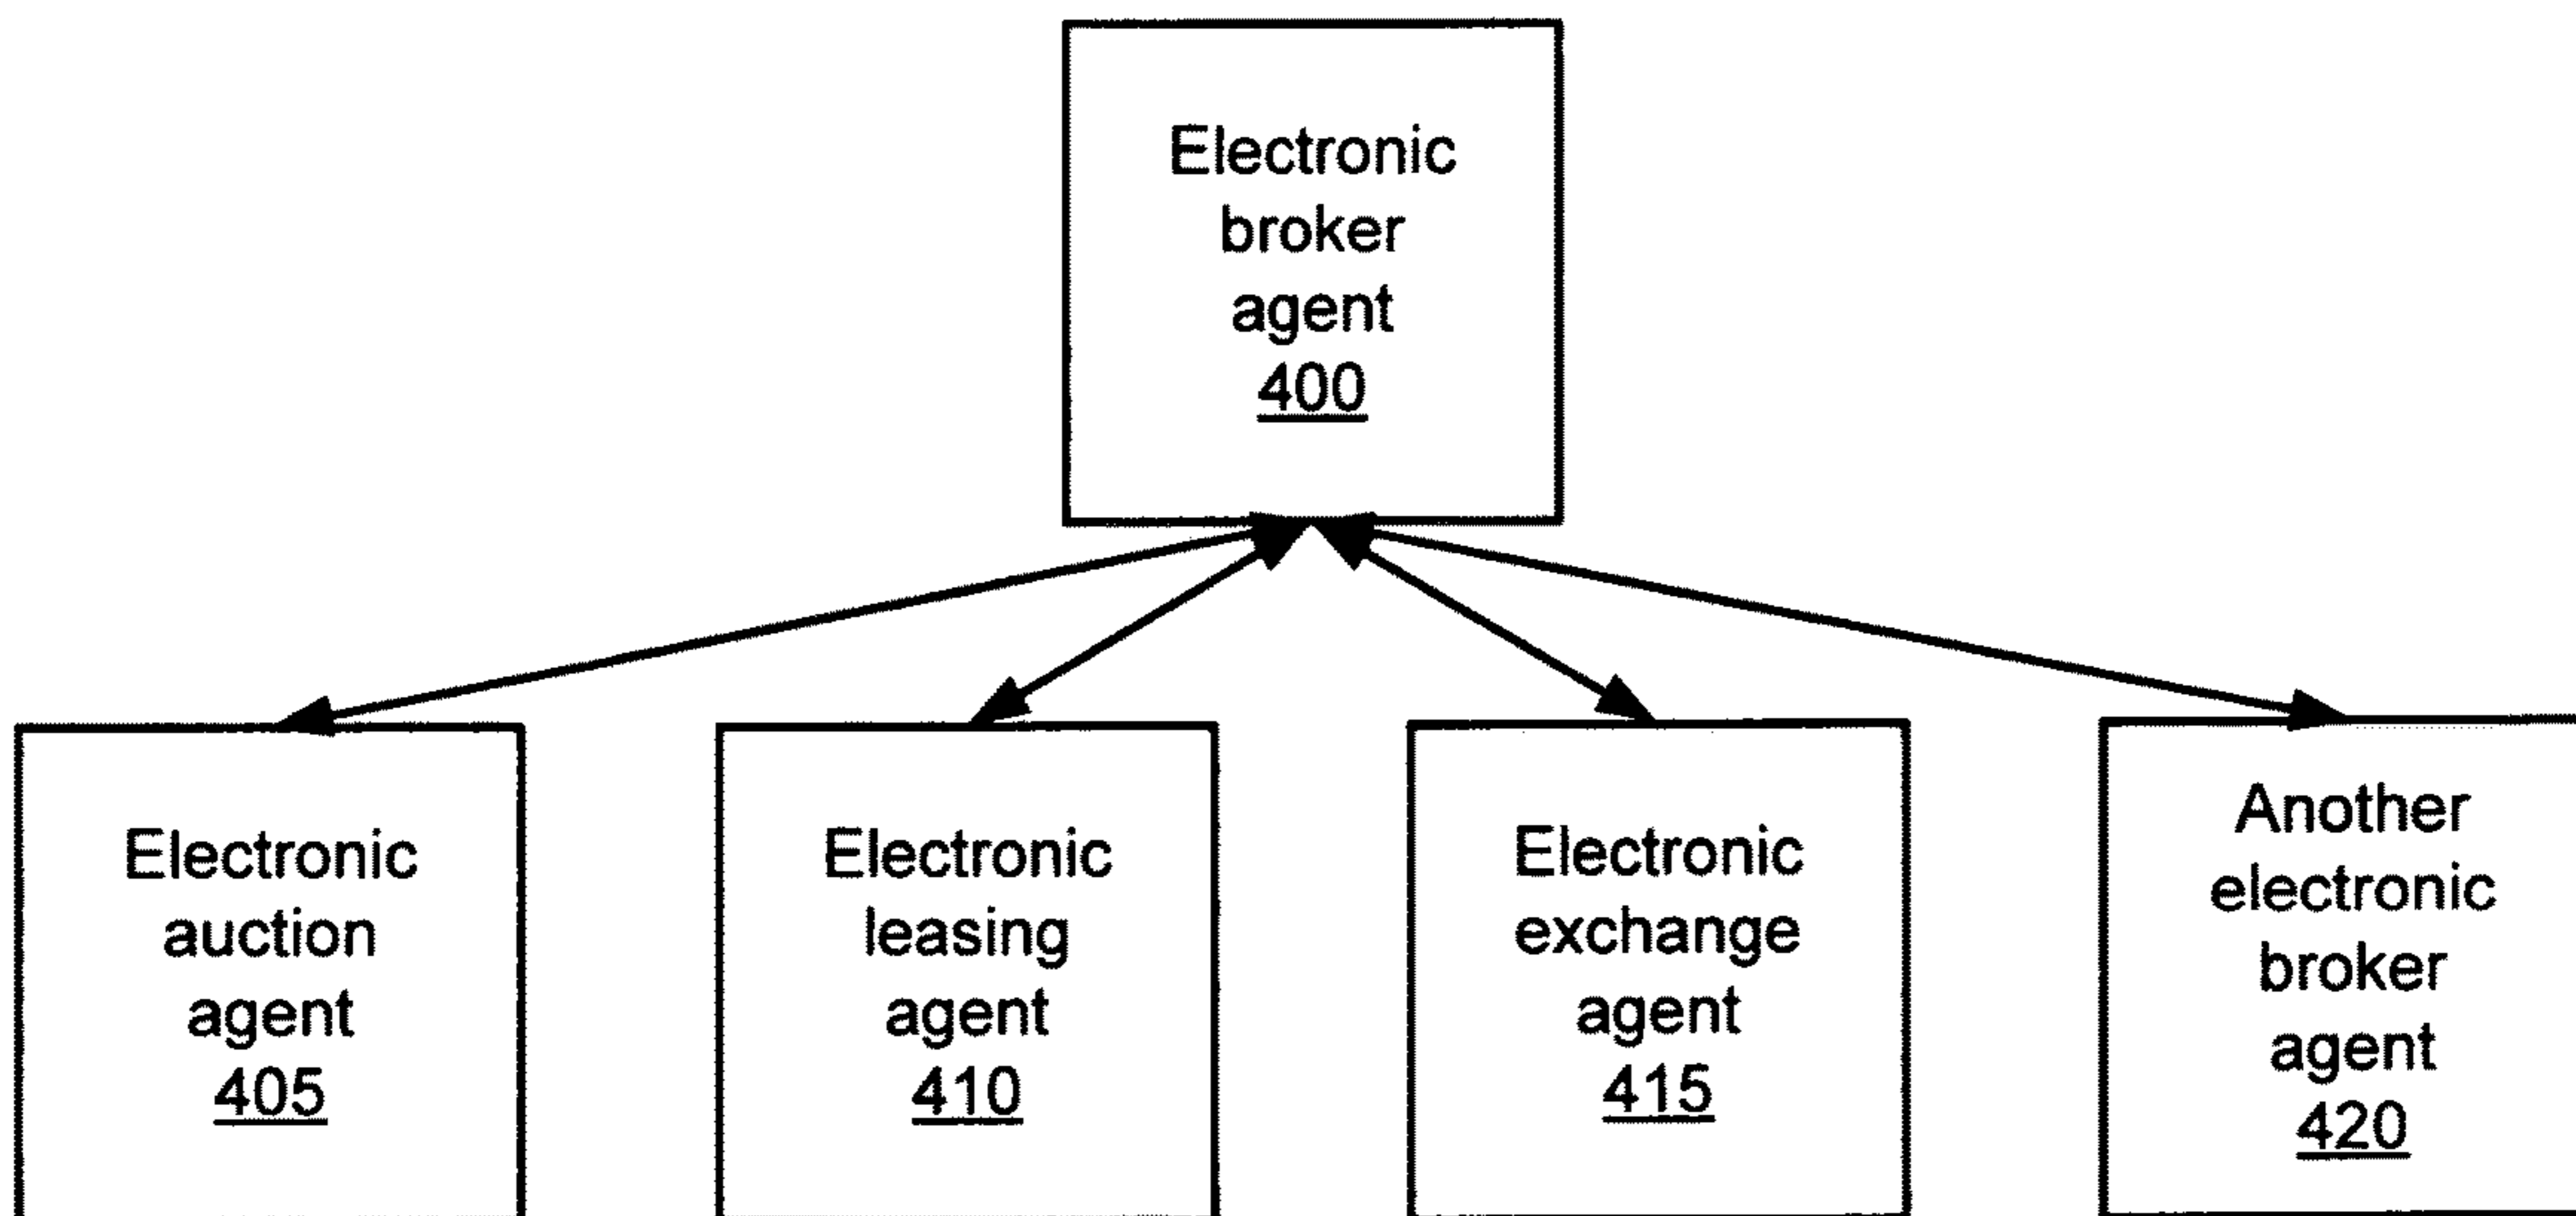 Electronic
broker
agent
400
Electronic
auction
agent
405
Electronic
leasing
agent
410
Electronic
exchange
agent
415
Another
electronic
broker
agent
420